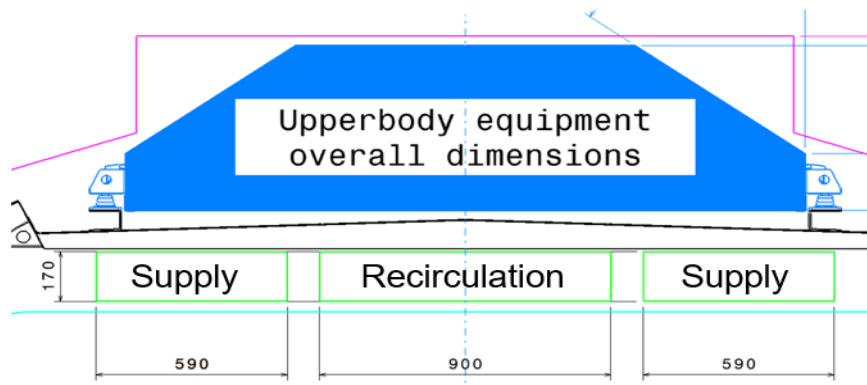 Upperbody equipment
overall dimensions
170
Supply
Recirculation
Supply
590
900
590